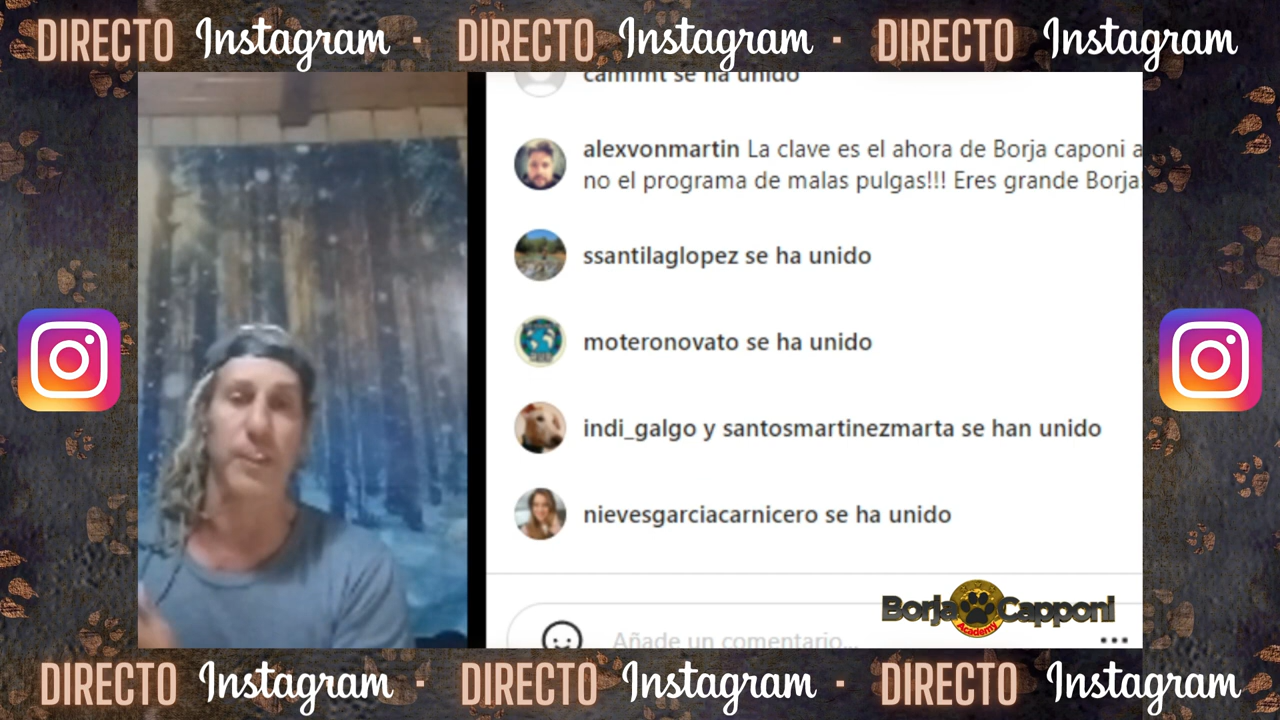 DIRECTO Instagram · DIRECTO Instagram · DIRECTO Instagram
se ha unido
alexvonmartin La clave es el ahora de Borja caponi a
no el programa de malas pulgas!!! Eres grande Borja!
ssantilaglopez se ha unido
moteronovato se ha unido
indi_galgo y santosmartinezmarta se han unido
nievesgarciacarnicero se ha unido
Borja Capponi
Academy
Añade un comentario...
DIRECTO Instagram · DIRECTO Instagram · DIRECTO Instagram